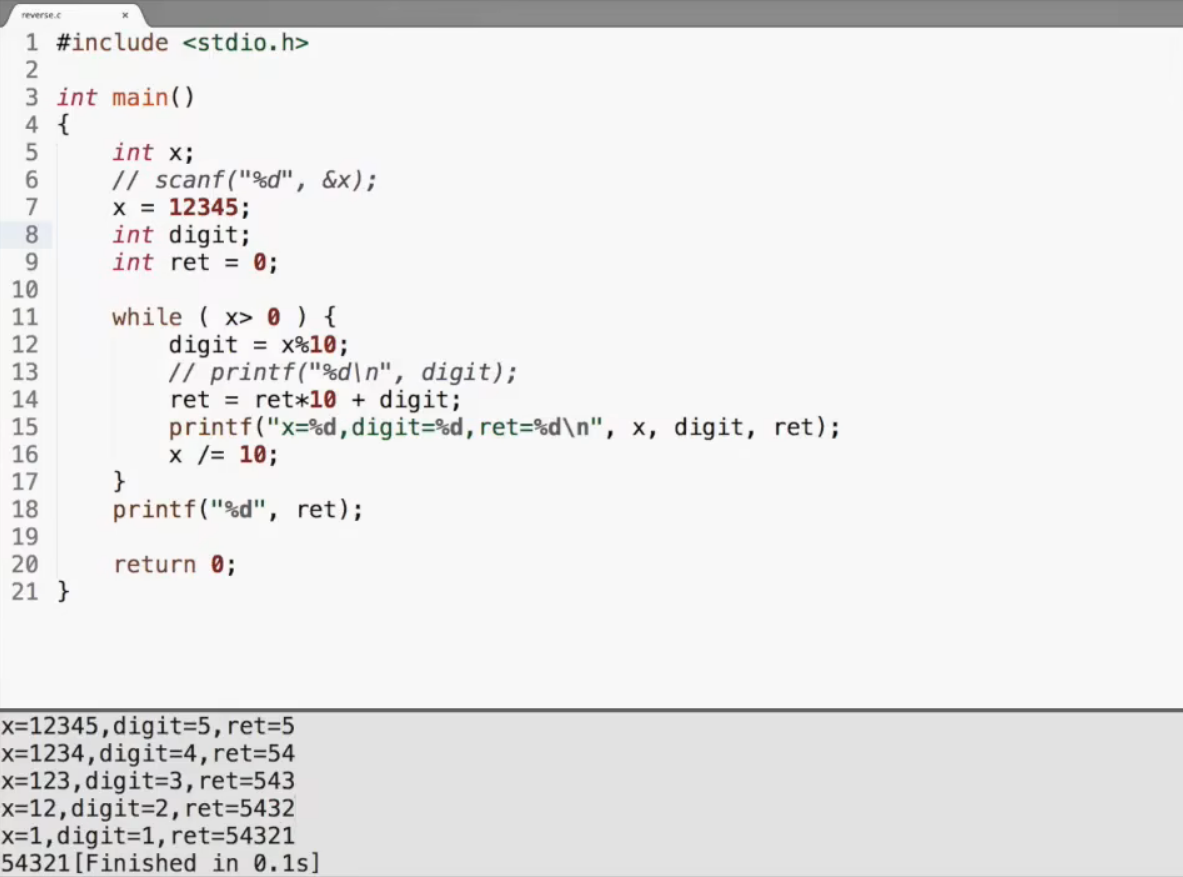 reverse.c ×
1 #include <stdio.h>
2
3 int main()
4 {
5     int x;
6     // scanf("%d", &x);
7     x = 12345;
8     int digit;
9     int ret = 0;
10
11     while ( x> 0 ) {
12         digit = x%10;
13         // printf("%d\n", digit);
14         ret = ret*10 + digit;
15         printf("x=%d,digit=%d,ret=%d\n", x, digit, ret);
16         x /= 10;
17     }
18     printf("%d", ret);
19
20     return 0;
21 }
x=12345,digit=5,ret=5
x=1234,digit=4,ret=54
x=123,digit=3,ret=543
x=12,digit=2,ret=5432
x=1,digit=1,ret=54321
54321[Finished in 0.1s]